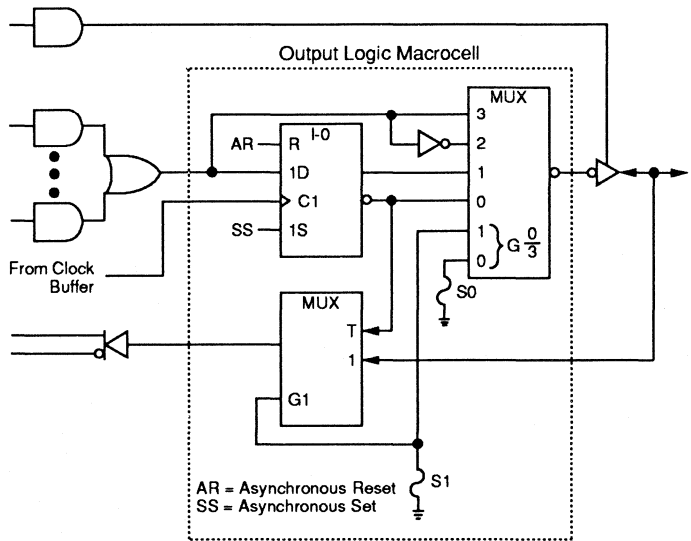 Output Logic Macrocell
MUX
I-0
3
AR
R
2
1D
1
C1
0
SS
1S
1
G 0/3
0
From Clock
Buffer
S0
MUX
T
1
G1
S1
AR = Asynchronous Reset
SS = Asynchronous Set